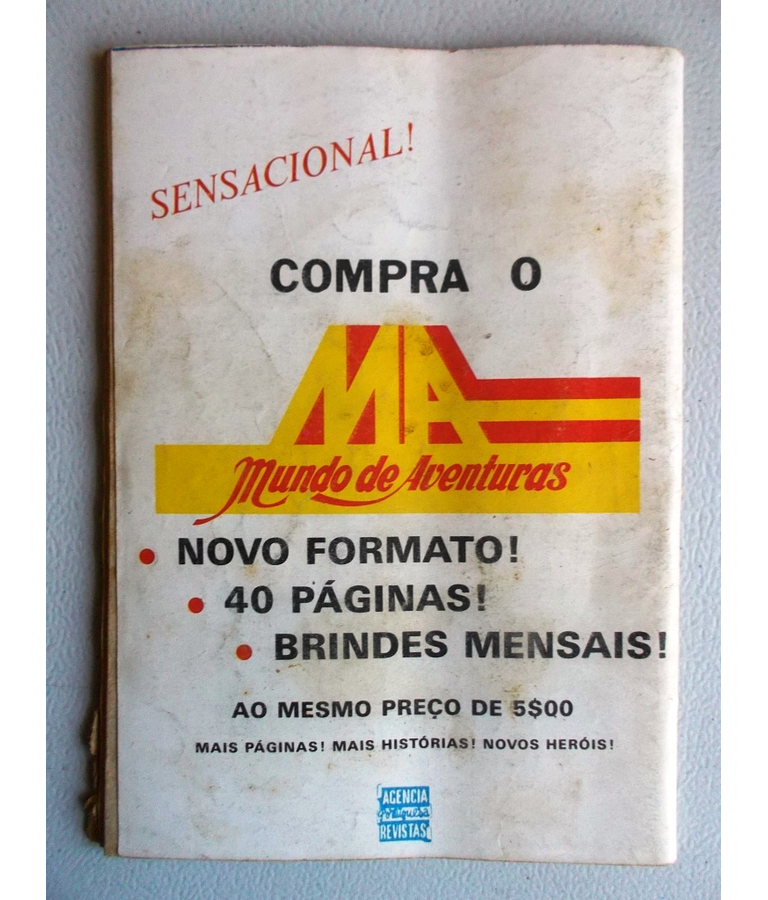 SENSACIONAL!
COMPRA O
MA
Mundo de Aventuras
• NOVO FORMATO!
• 40 PÁGINAS!
• BRINDES MENSAIS!
AO MESMO PREÇO DE 5$00
MAIS PÁGINAS! MAIS HISTÓRIAS! NOVOS HERÓIS!
AGENCIA
portuguesa
REVISTAS